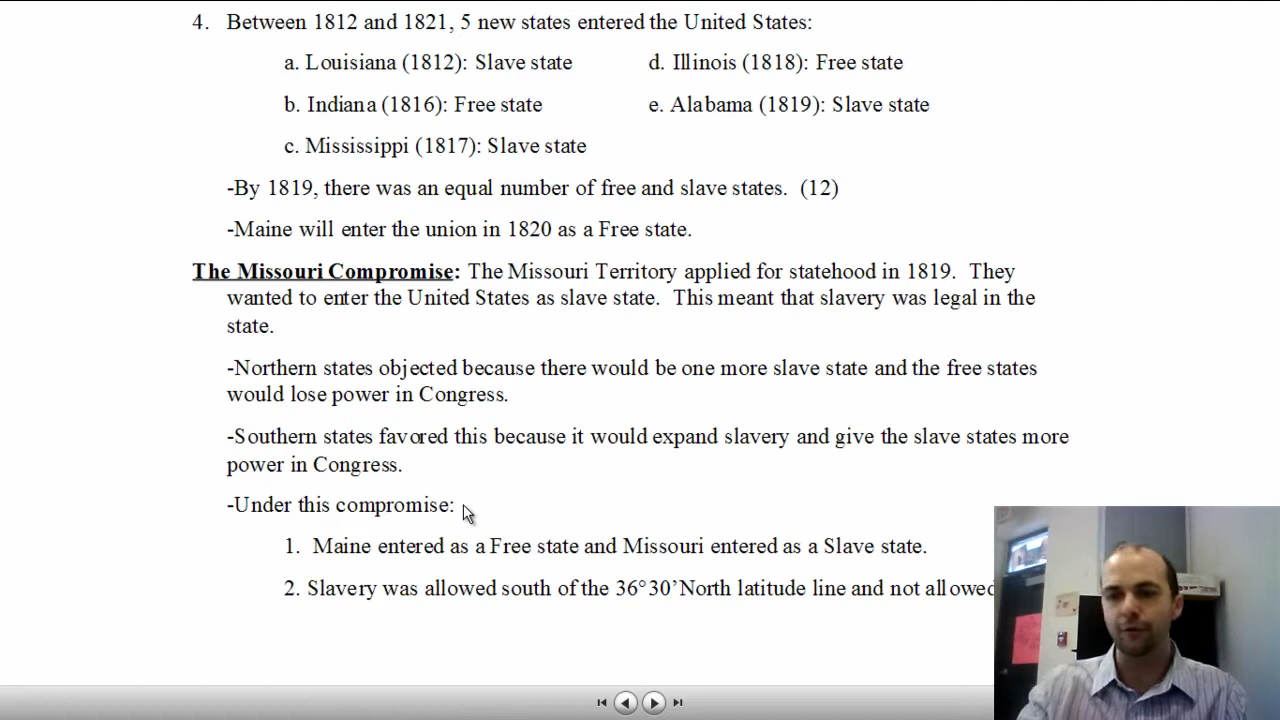 4. Between 1812 and 1821, 5 new states entered the United States:
a. Louisiana (1812): Slave state
d. Illinois (1818): Free state
b. Indiana (1816): Free state
e. Alabama (1819): Slave state
c. Mississippi (1817): Slave state
-By 1819, there was an equal number of free and slave states. (12)
-Maine will enter the union in 1820 as a Free state.
The Missouri Compromise: The Missouri Territory applied for statehood in 1819. They
wanted to enter the United States as slave state. This meant that slavery was legal in the
state.
-Northern states objected because there would be one more slave state and the free states
would lose power in Congress.
-Southern states favored this because it would expand slavery and give the slave states more
power in Congress.
-Under this compromise:
1. Maine entered as a Free state and Missouri entered as a Slave state.
2. Slavery was allowed south of the 36°30’North latitude line and not allowed